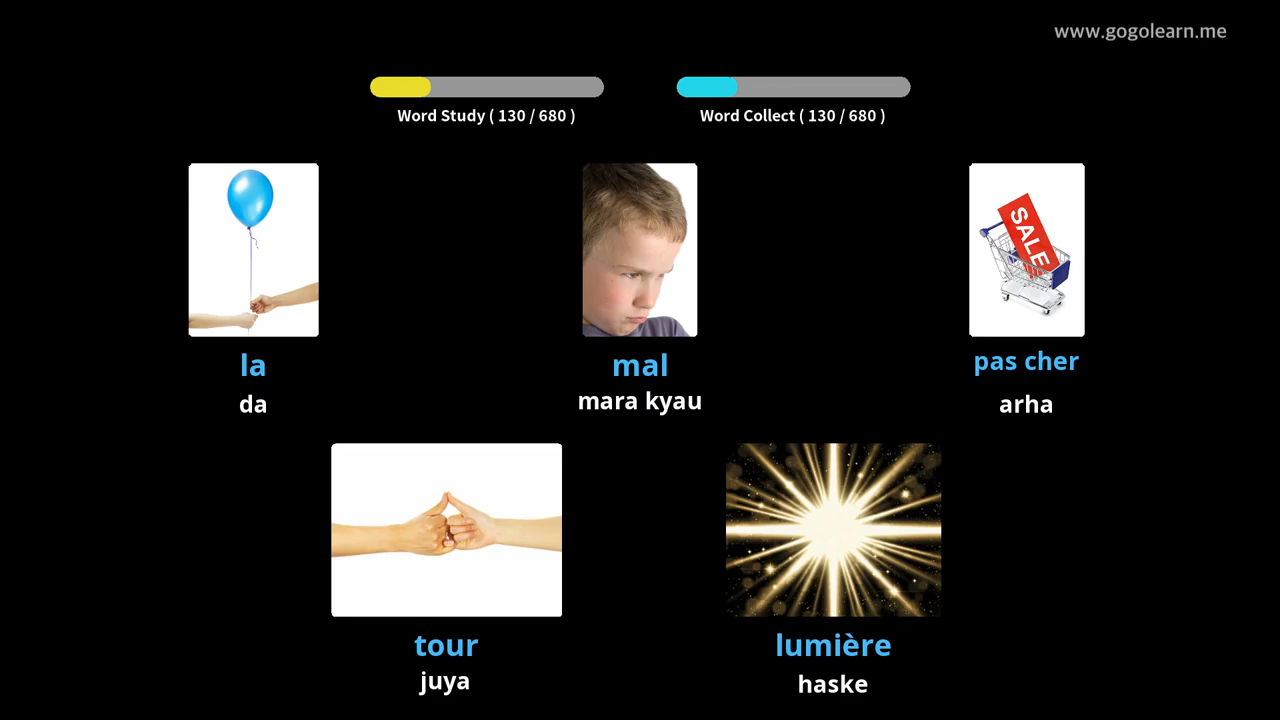 www.gogolearn.me
Word Study ( 130 / 680 )
Word Collect ( 130 / 680 )
SALE
la
da
mal
mara kyau
pas cher
arha
tour
juya
lumière
haske